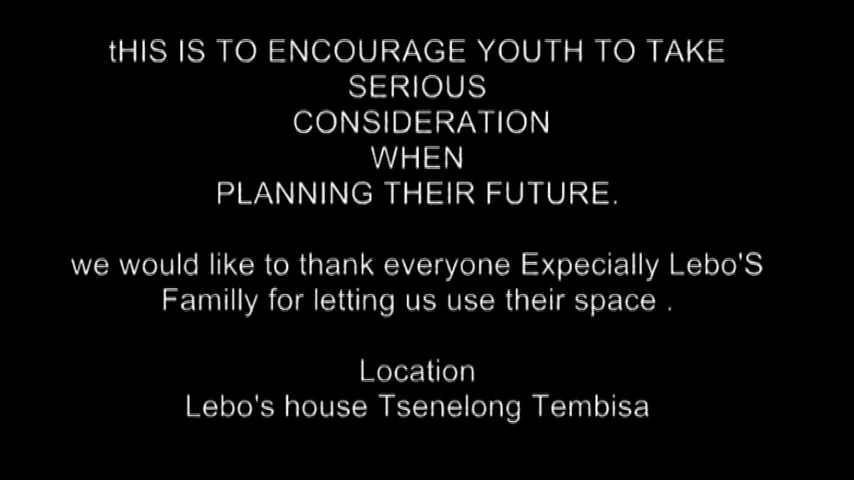 tHIS IS TO ENCOURAGE YOUTH TO TAKE
SERIOUS
CONSIDERATION
WHEN
PLANNING THEIR FUTURE.
we would like to thank everyone Expecially Lebo'S
Familly for letting us use their space .
Location
Lebo's house Tsenelong Tembisa